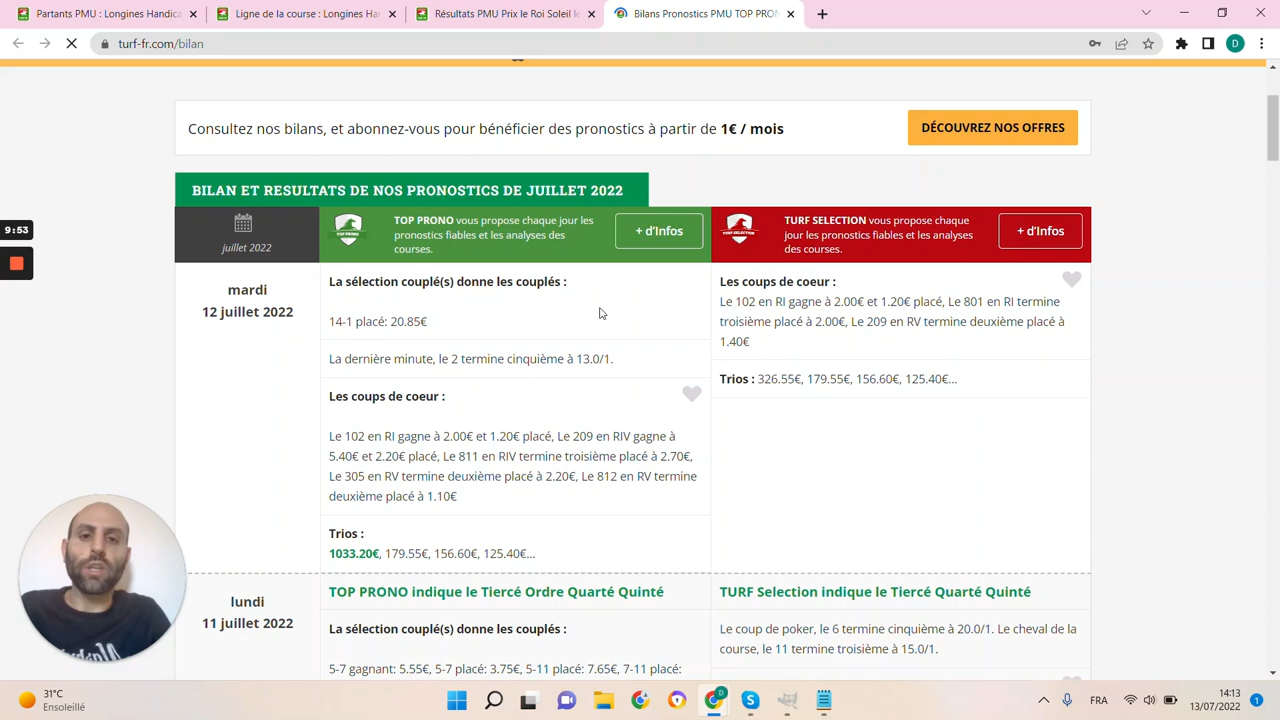 Partants PMU : Longines Handica
Ligne de la course : Longines Ha
Résultats PMU Prix le Roi Soleil le
Bilans Pronostics PMU TOP PRON
turf-fr.com/bilan
D
Consultez nos bilans, et abonnez-vous pour bénéficier des pronostics à partir de 1€ / mois
DÉCOUVREZ NOS OFFRES
BILAN ET RESULTATS DE NOS PRONOSTICS DE JUILLET 2022
juillet 2022
TOP PRONO
TOP PRONO vous propose chaque jour les
pronostics fiables et les analyses des
courses.
+ d'Infos
TURF SELECTION
TURF SELECTION vous propose chaque
jour les pronostics fiables et les analyses
des courses.
+ d'Infos
9:53
mardi
12 juillet 2022
La sélection couplé(s) donne les couplés :
14-1 placé: 20.85€
La dernière minute, le 2 termine cinquième à 13.0/1.
Les coups de coeur :
Le 102 en RI gagne à 2.00€ et 1.20€ placé, Le 209 en RIV gagne à
5.40€ et 2.20€ placé, Le 811 en RIV termine troisième placé à 2.70€,
Le 305 en RV termine deuxième placé à 2.20€, Le 812 en RV termine
deuxième placé à 1.10€
Trios :
1033.20€, 179.55€, 156.60€, 125.40€...
Les coups de coeur :
Le 102 en RI gagne à 2.00€ et 1.20€ placé, Le 801 en RI termine
troisième placé à 2.00€, Le 209 en RV termine deuxième placé à
1.40€
Trios : 326.55€, 179.55€, 156.60€, 125.40€...
lundi
11 juillet 2022
TOP PRONO indique le Tiercé Ordre Quarté Quinté
La sélection couplé(s) donne les couplés :
5-7 gagnant: 5.55€, 5-7 placé: 3.75€, 5-11 placé: 7.65€, 7-11 placé:
TURF Selection indique le Tiercé Quarté Quinté
Le coup de poker, le 6 termine cinquième à 20.0/1. Le cheval de la
course, le 11 termine troisième à 15.0/1.
31°C
Ensoleillé
D
FRA
14:13
13/07/2022
1